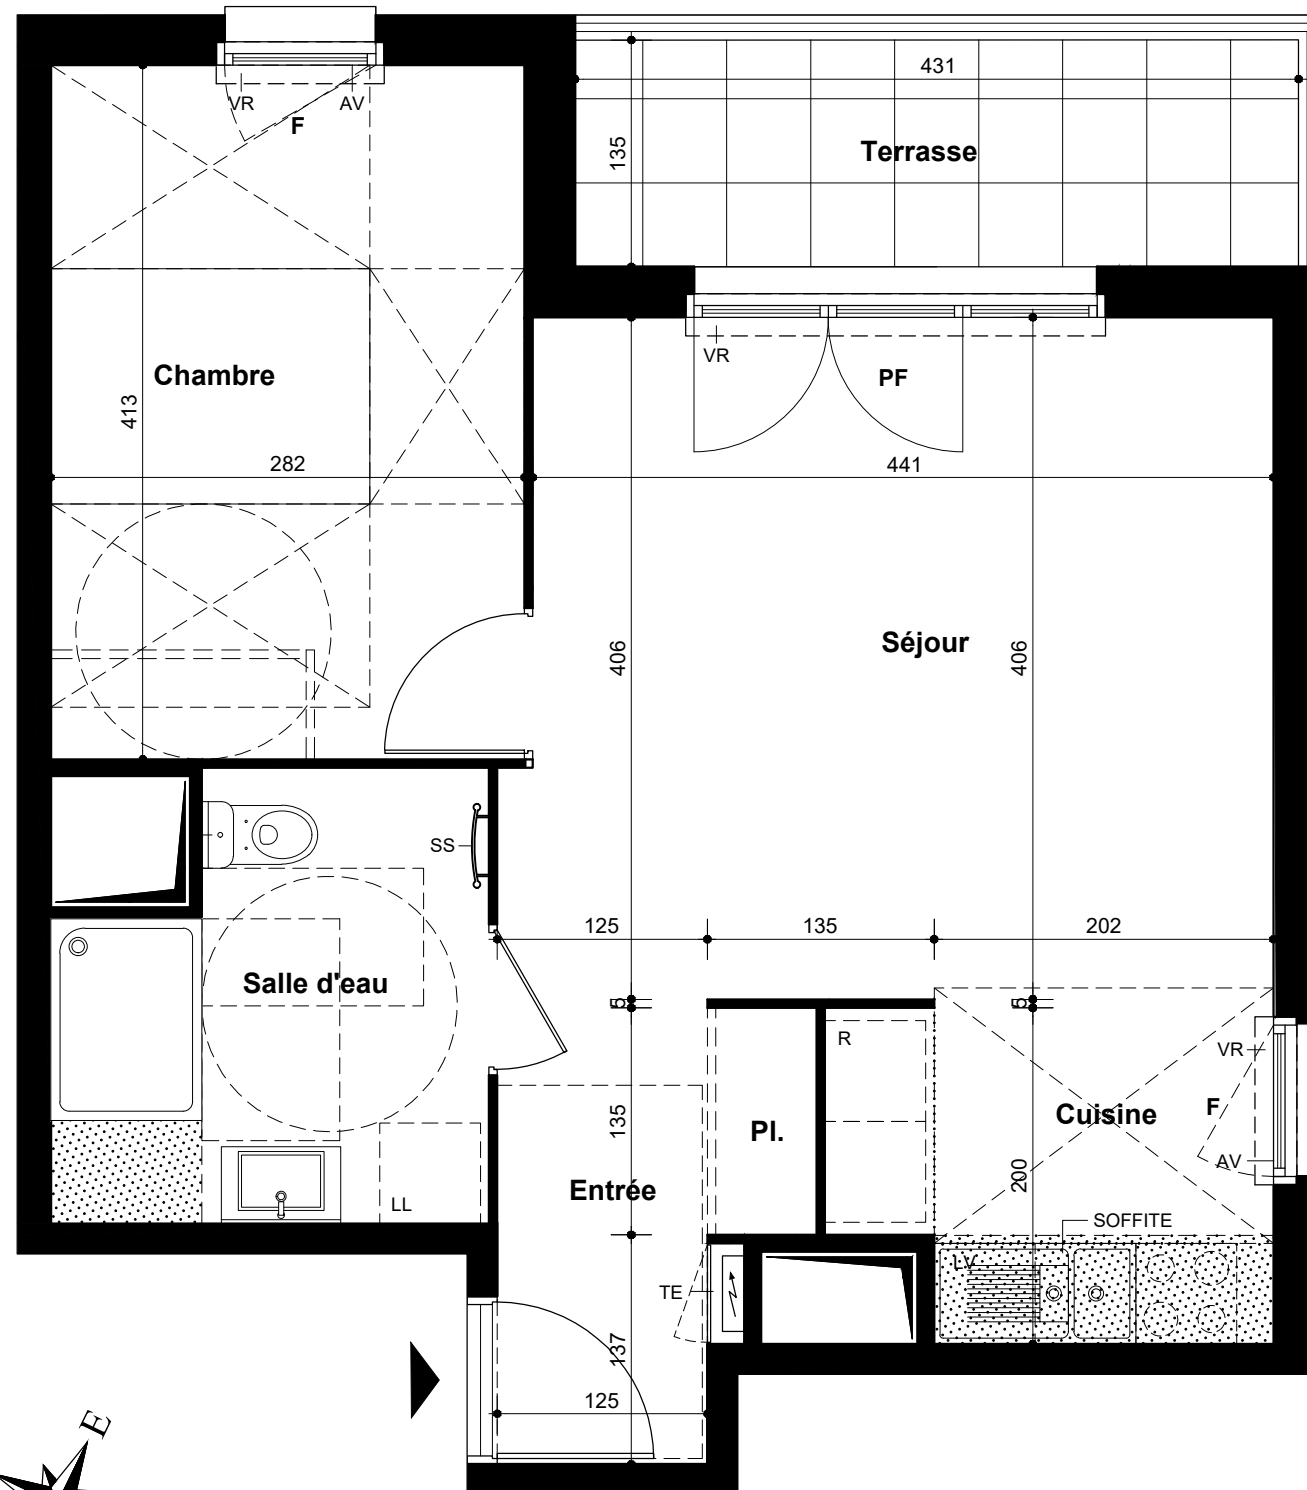 431
VR
AV
F
135
Terrasse
VR
PF
Chambre
413
282
441
406
Séjour
406
SS
125
135
202
Salle d'eau
5
5
R
VR
F
Cuisine
135
Pl.
AV
200
Entrée
LL
SOFFITE
LV
TE
137
125
E